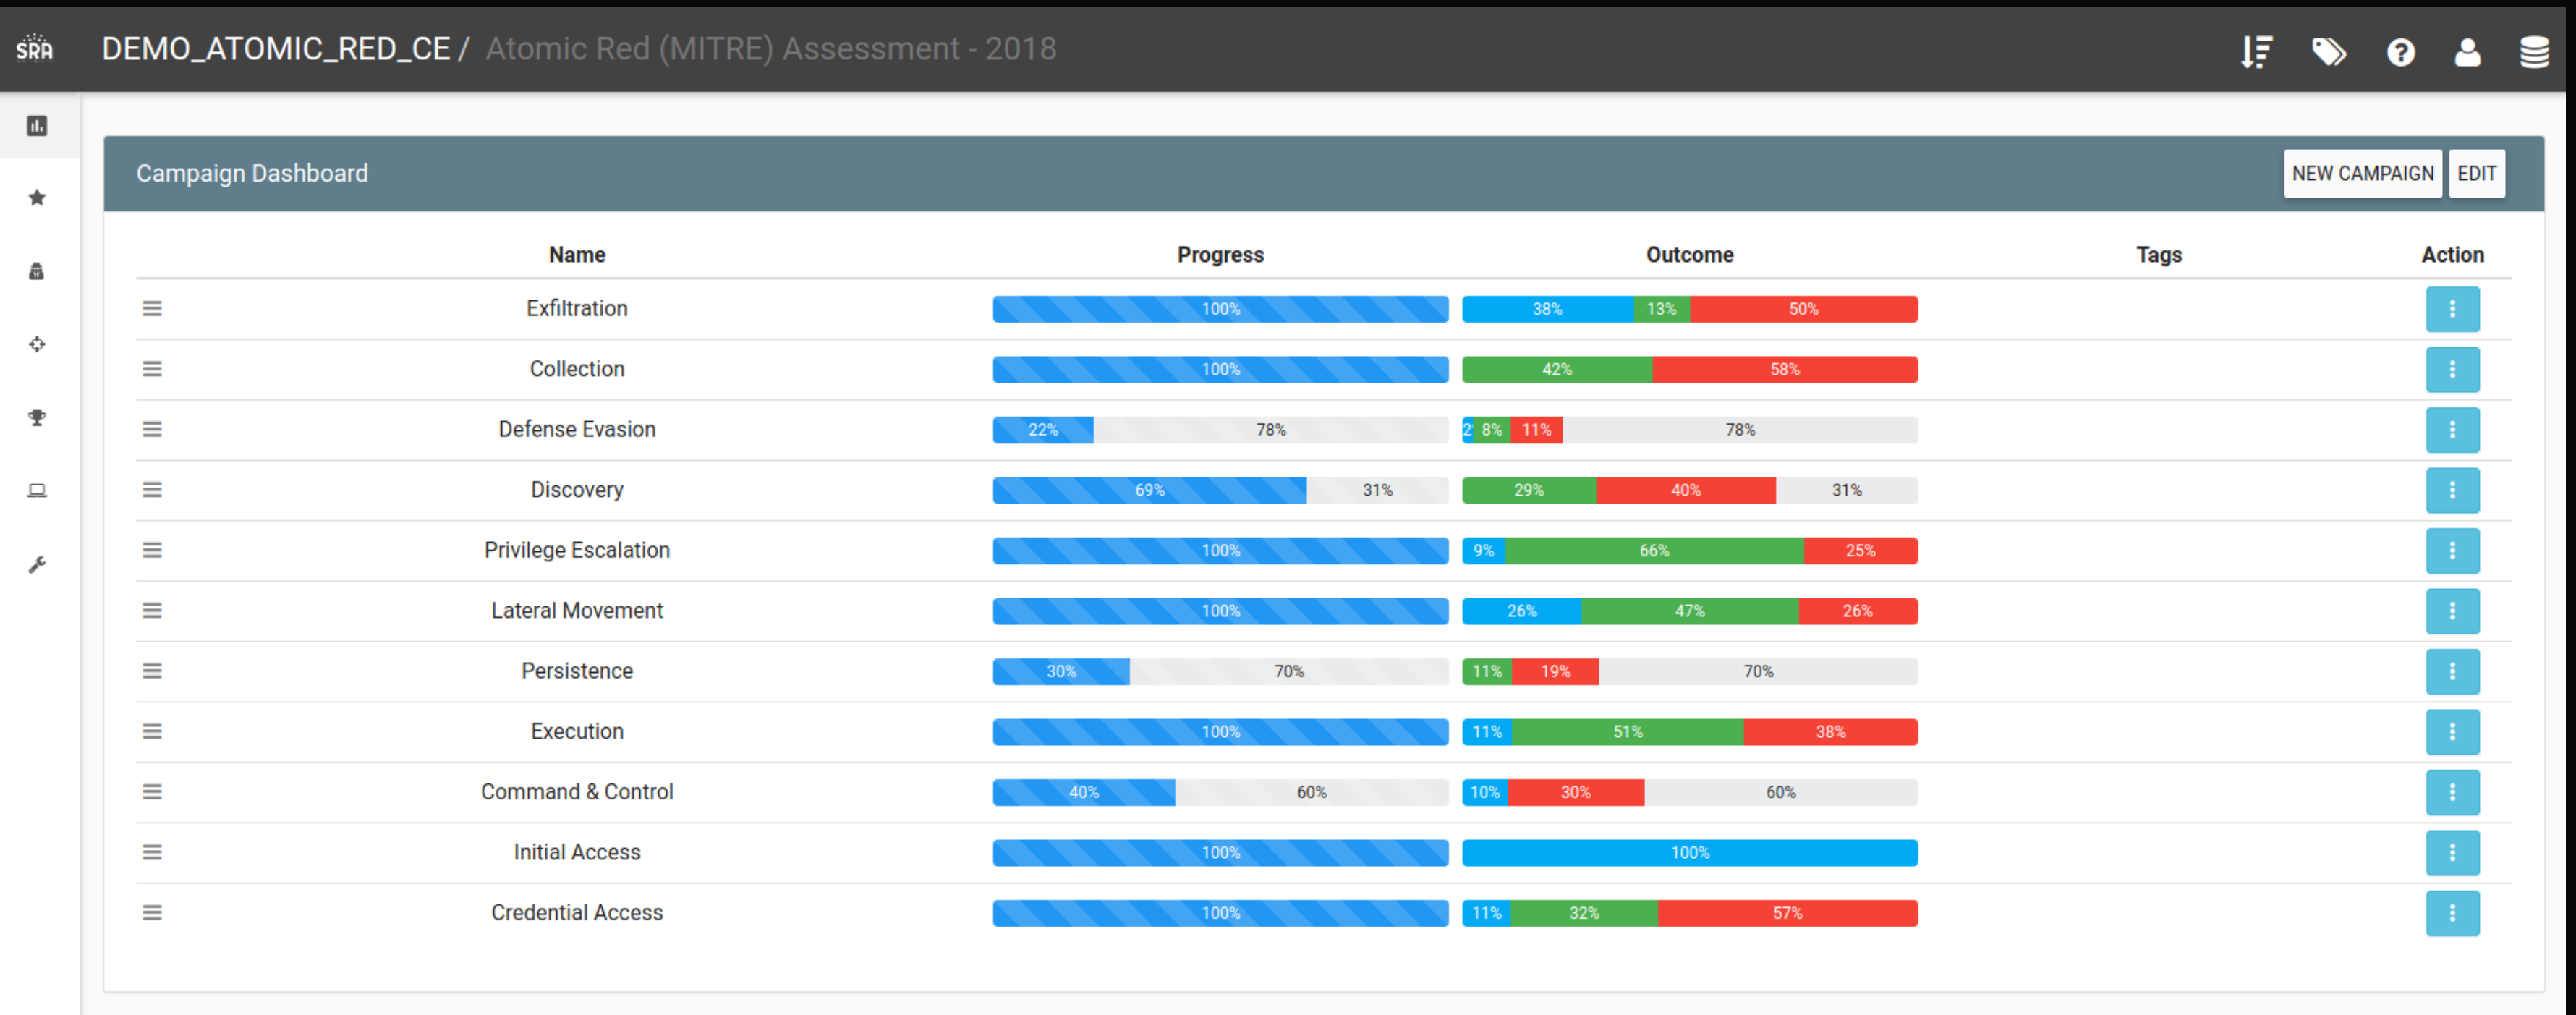 SRA DEMO_ATOMIC_RED_CE / Atomic Red (MITRE) Assessment - 2018
Campaign Dashboard NEW CAMPAIGN EDIT
Name Progress Outcome Tags Action
Exfiltration 100% 38% 13% 50%
Collection 100% 42% 58%
Defense Evasion 22% 78% 8% 11% 78%
Discovery 69% 31% 29% 40% 31%
Privilege Escalation 100% 9% 66% 25%
Lateral Movement 100% 26% 47% 26%
Persistence 30% 70% 11% 19% 70%
Execution 100% 11% 51% 38%
Command & Control 40% 60% 10% 30% 60%
Initial Access 100% 100%
Credential Access 100% 11% 32% 57%